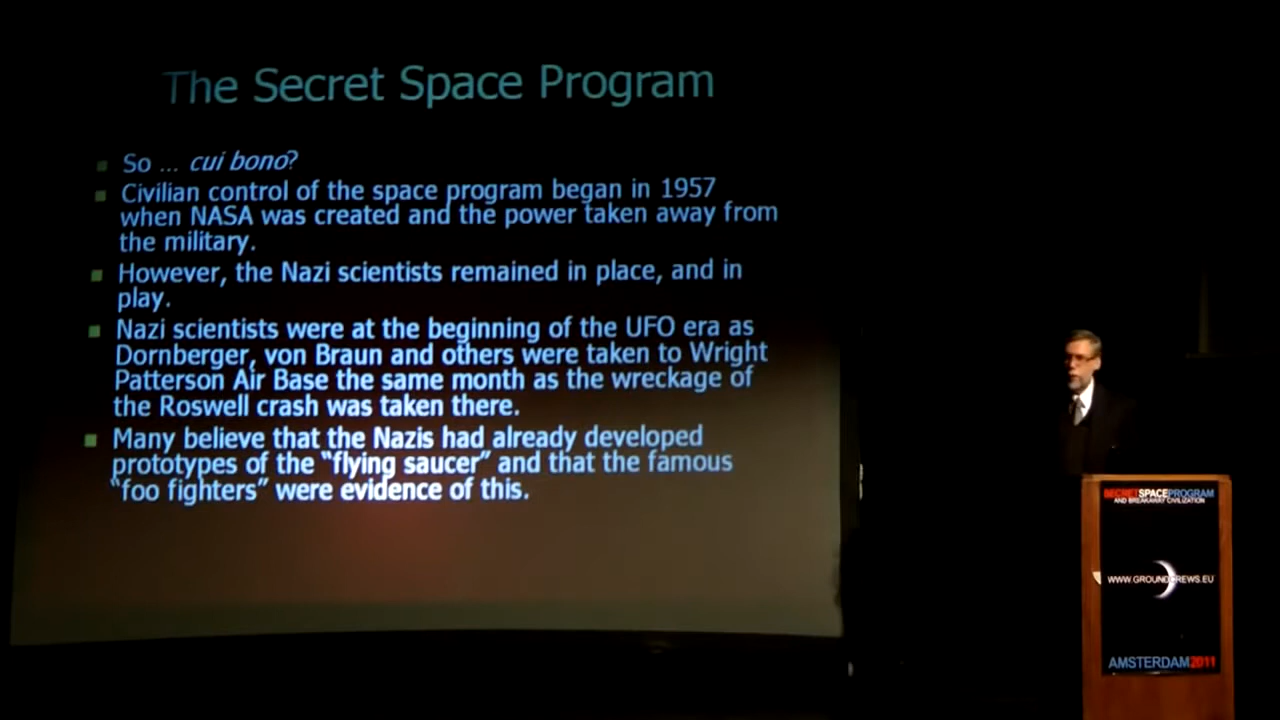 The Secret Space Program
So ... cui bono?
Civilian control of the space program began in 1957
when NASA was created and the power taken away from
the military.
However, the Nazi scientists remained in place, and in
play.
Nazi scientists were at the beginning of the UFO era as
Dornberger, von Braun and others were taken to Wright
Patterson Air Base the same month as the wreckage of
the Roswell crash was taken there.
Many believe that the Nazis had already developed
prototypes of the “flying saucer” and that the famous
“foo fighters” were evidence of this.
SECRETSPACEPROGRAM
AND BREAKAWAY CIVILIZATION
WWW.GROUNDCREWS.EU
AMSTERDAM2011